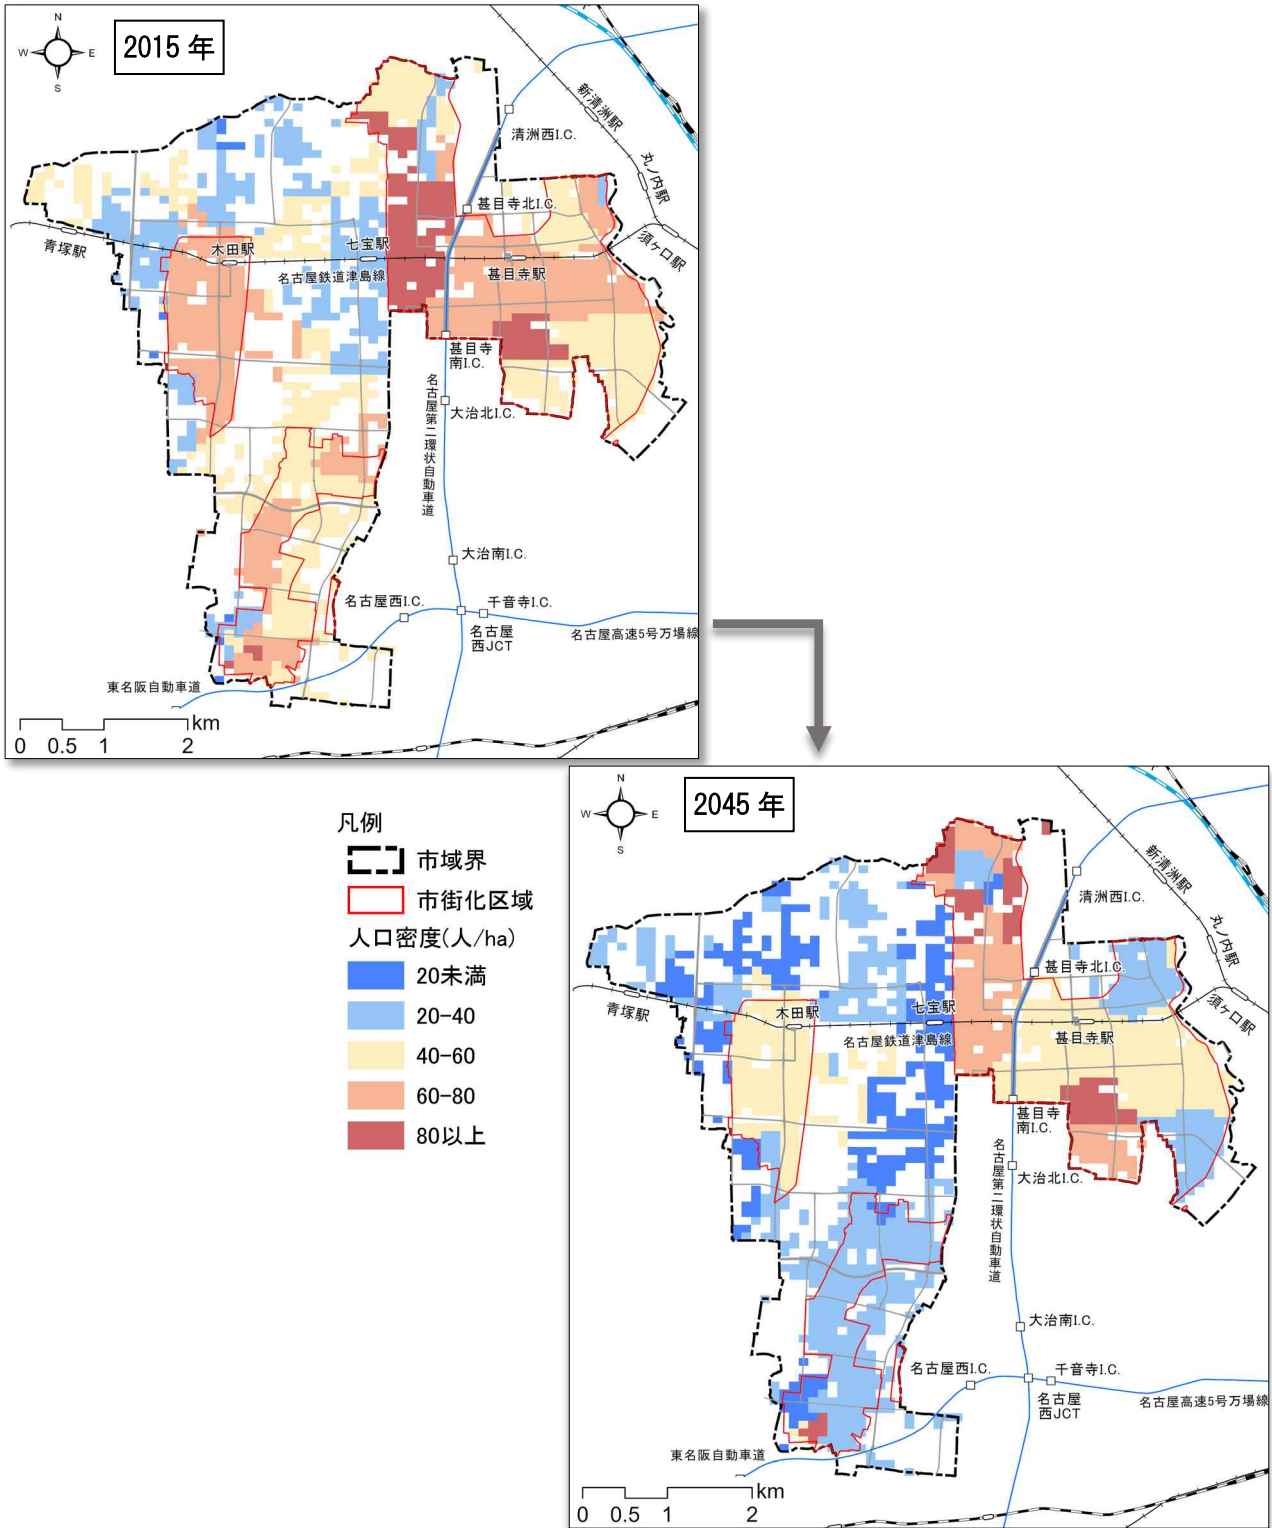 2015 年
N
W
E
S
新清洲駅
清洲西I.C.
丸ノ内駅
甚目寺北I.C.
須ケ口駅
青塚駅
木田駅
七宝駅
名古屋鉄道津島線
甚目寺駅
甚目寺
南I.C.
大治北I.C.
名古屋第二環状自動車道
大治南I.C.
名古屋西I.C.
千音寺I.C.
名古屋
西JCT
名古屋高速5号万場線
東名阪自動車道
km
0 0.5 1 2
凡例
市域界
市街化区域
人口密度(人/ha)
20未満
20-40
40-60
60-80
80以上
2045 年
N
W
E
S
新清洲駅
清洲西I.C.
丸ノ内駅
甚目寺北I.C.
須ケ口駅
青塚駅
木田駅
七宝駅
名古屋鉄道津島線
甚目寺駅
甚目寺
南I.C.
大治北I.C.
名古屋第二環状自動車道
大治南I.C.
名古屋西I.C.
千音寺I.C.
名古屋
西JCT
名古屋高速5号万場線
東名阪自動車道
km
0 0.5 1 2